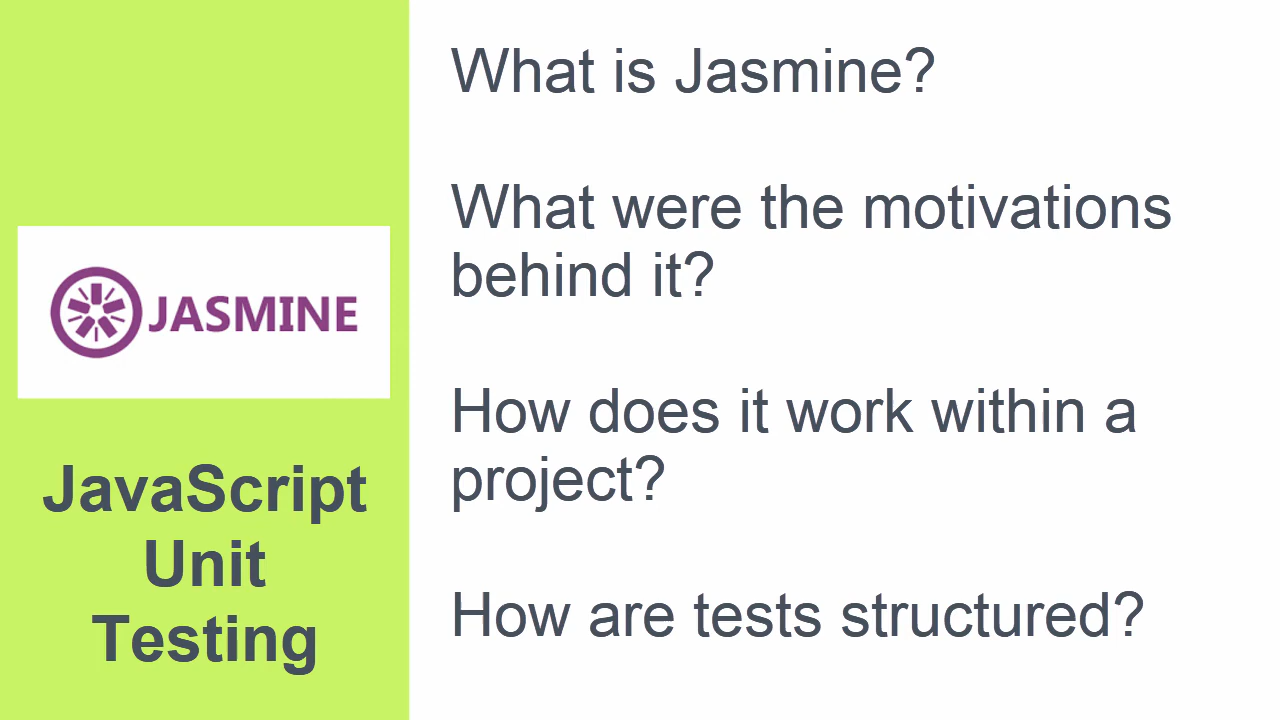 JASMINE
JavaScript
Unit
Testing
What is Jasmine?
What were the motivations
behind it?
How does it work within a
project?
How are tests structured?